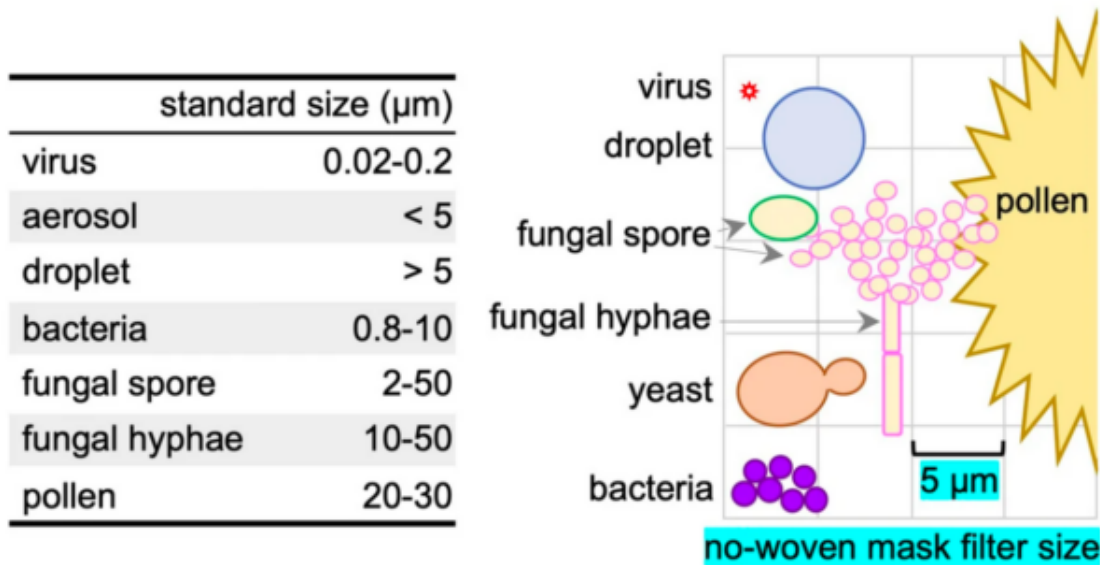 standard size (µm)
virus 0.02-0.2
aerosol < 5
droplet > 5
bacteria 0.8-10
fungal spore 2-50
fungal hyphae 10-50
pollen 20-30
virus
droplet
pollen
fungal spore
fungal hyphae
yeast
5 µm
bacteria
no-woven mask filter size